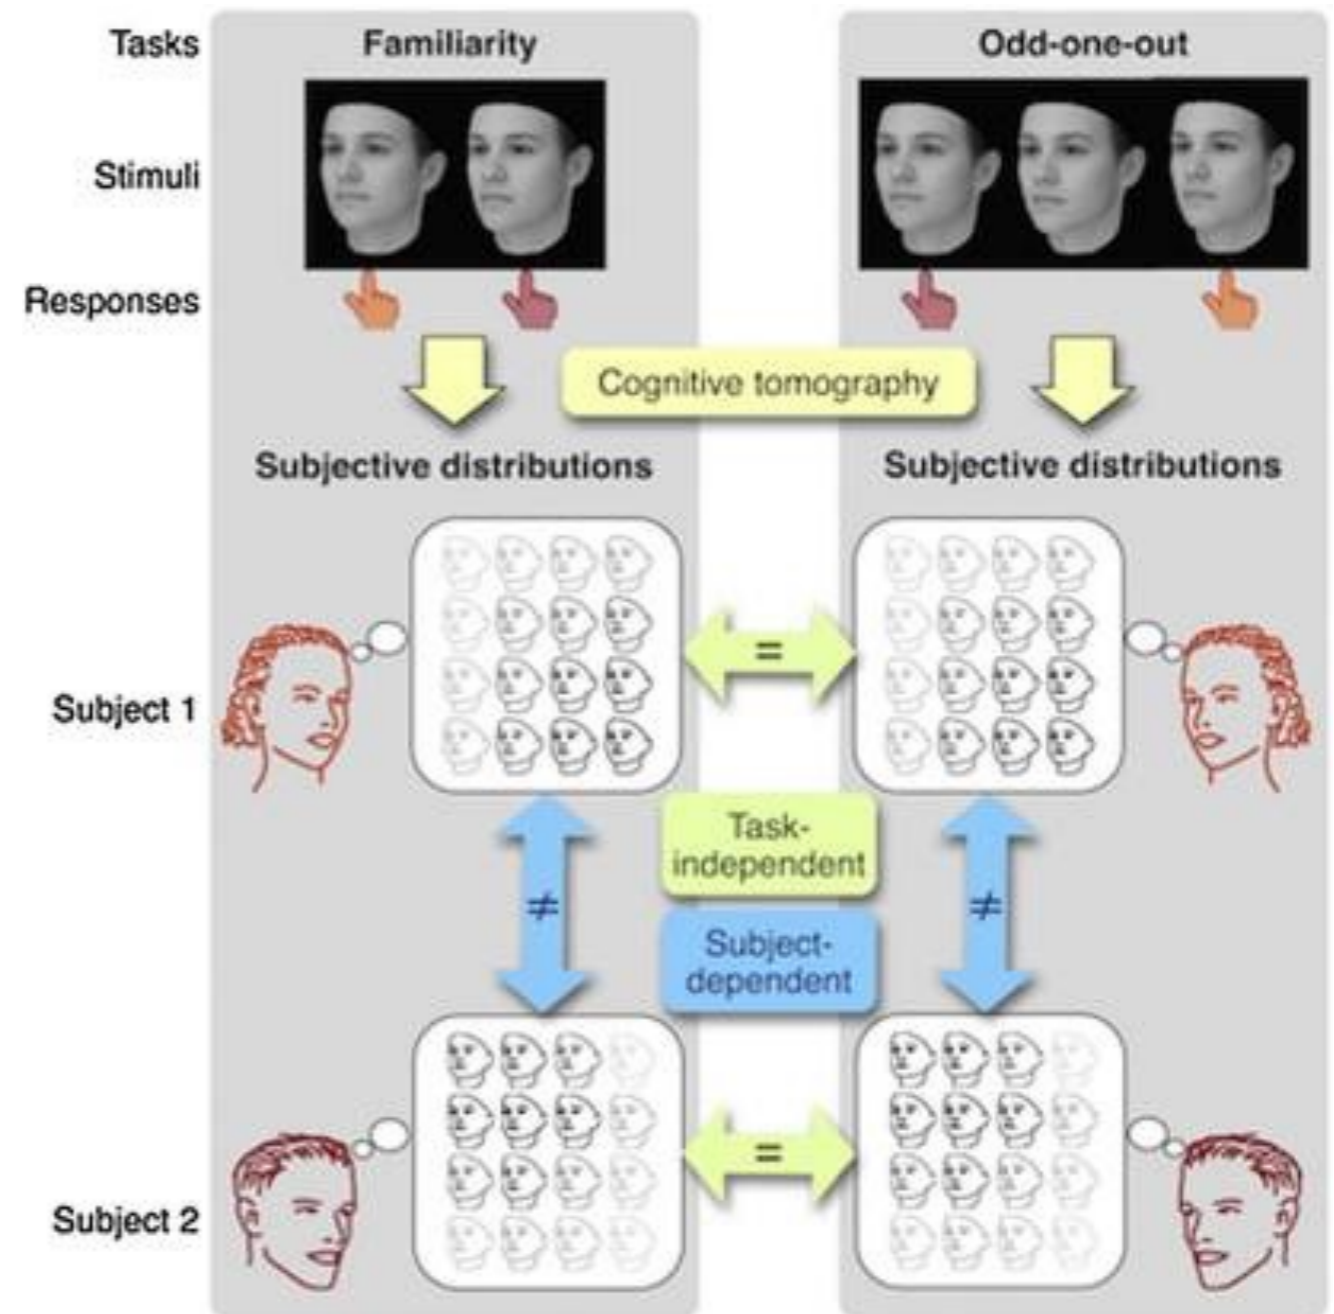 Tasks
Familiarity
Odd-one-out
Stimuli
Responses
Cognitive tomography
Subjective distributions
Subjective distributions
=
Subject 1
Task-
independent
≠
≠
Subject-
dependent
=
Subject 2